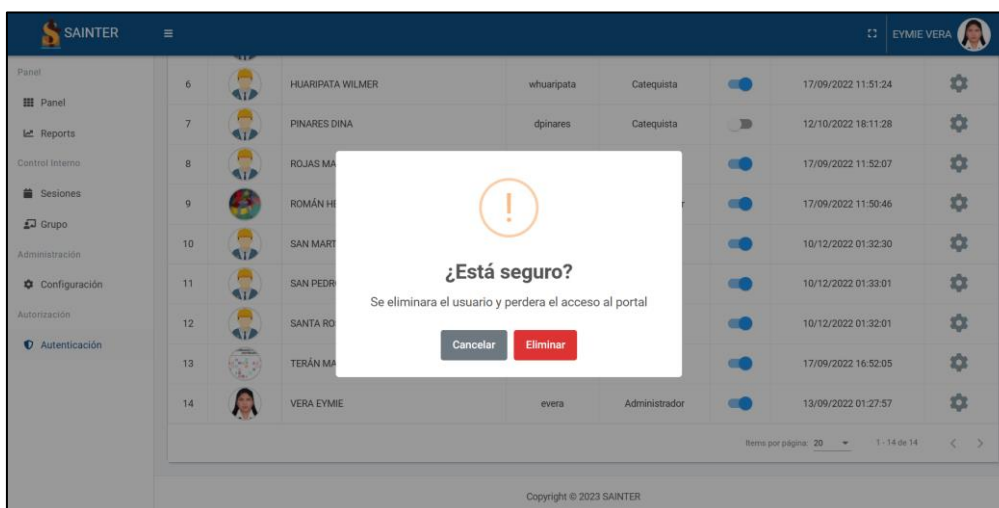 SAINTER
EYMIE VERA
Panel
Panel
Reports
Control Interno
Sesiones
Grupo
Administración
Configuración
Autorización
Autenticación
6 HUARIPATA WILMER whuaripata Catequista 17/09/2022 11:51:24
7 PINARES DINA dpinares Catequista 12/10/2022 18:11:28
8 ROJAS MA 17/09/2022 11:52:07
9 ROMÁN HE r 17/09/2022 11:50:46
10 SAN MART 10/12/2022 01:32:30
11 SAN PEDR 10/12/2022 01:33:01
12 SANTA RO 10/12/2022 01:32:01
13 TERÁN MA 17/09/2022 16:52:05
14 VERA EYMIE evera Administrador 13/09/2022 01:27:57
!
¿Está seguro?
Se eliminara el usuario y perdera el acceso al portal
Cancelar Eliminar
Items por página: 20 1 - 14 de 14
Copyright © 2023 SAINTER